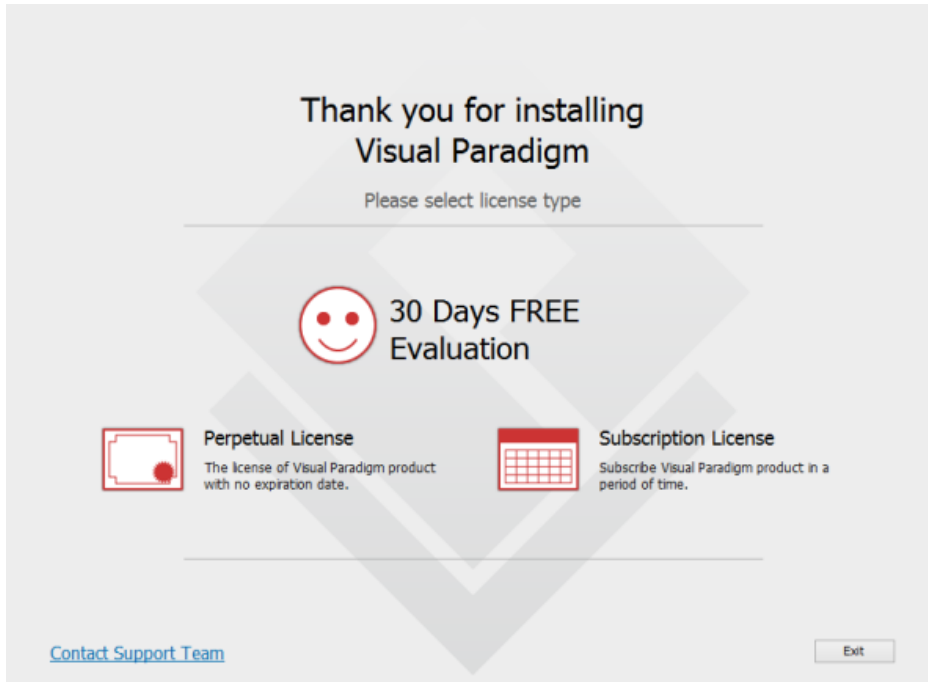 Thank you for installing
Visual Paradigm
Please select license type
30 Days FREE
Evaluation
Perpetual License
The license of Visual Paradigm product
with no expiration date.
Subscription License
Subscribe Visual Paradigm product in a
period of time.
Contact Support Team
Exit